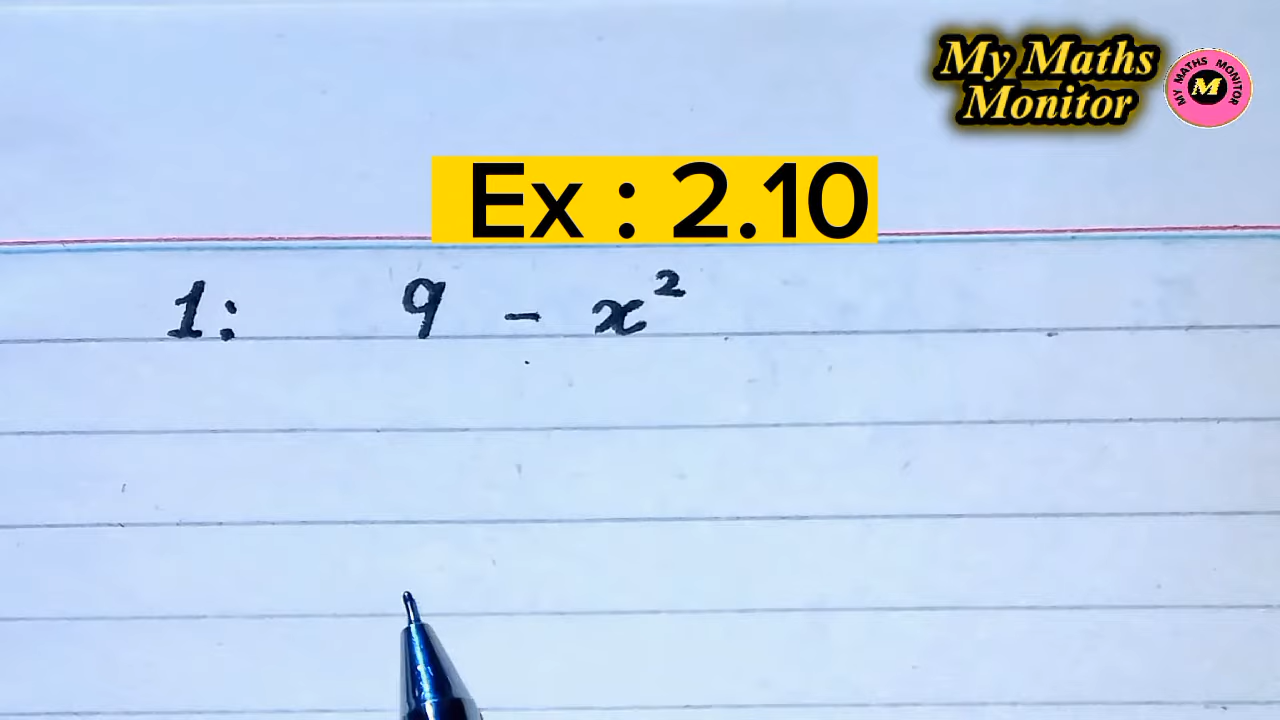 My Maths
Monitor
MY MATHS MONITOR
M
Ex : 2.10
1: 9 - x²